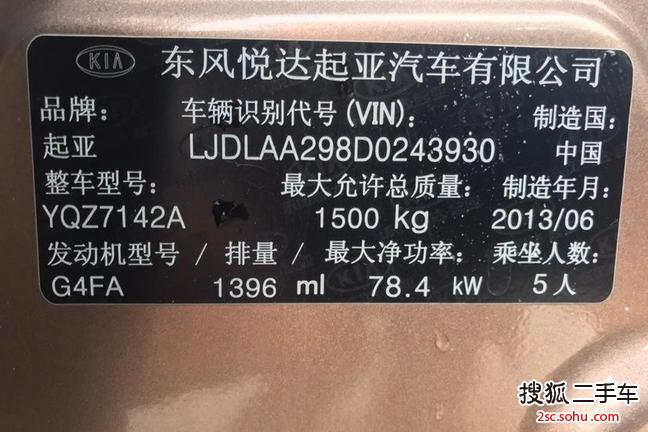 KIA 东风悦达起亚汽车有限公司
品牌: 车辆识别代号(VIN): 制造国:
起亚 LJDLAA298D0243930 中国
整车型号: 最大允许总质量: 制造年月:
YQZ7142A 1500 kg 2013/06
发动机型号 / 排量 / 最大净功率: 乘坐人数:
G4FA 1396 ml 78.4 kW 5人
搜狐二手车
2sc.sohu.com